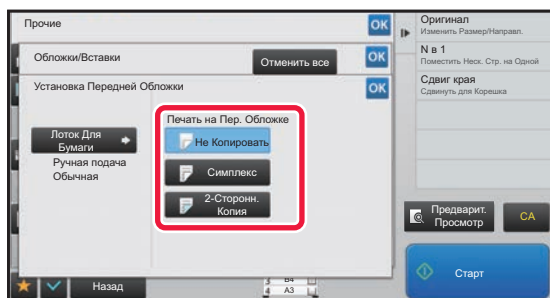 Прочие
OK
Обложки/Вставки
Отменить все
OK
Установка Передней Обложки
OK
Печать на Пер. Обложке
Лоток Для
Бумаги
Ручная подача
Обычная
Не Копировать
Симплекс
2-Сторонн.
Копия
Назад
B4
4 A3
Оригинал
Изменить Размер/Направл.
N в 1
Поместить Неск. Стр. на Одной
Сдвиг края
Сдвинуть для Корешка
Предварит.
Просмотр
CA
Старт